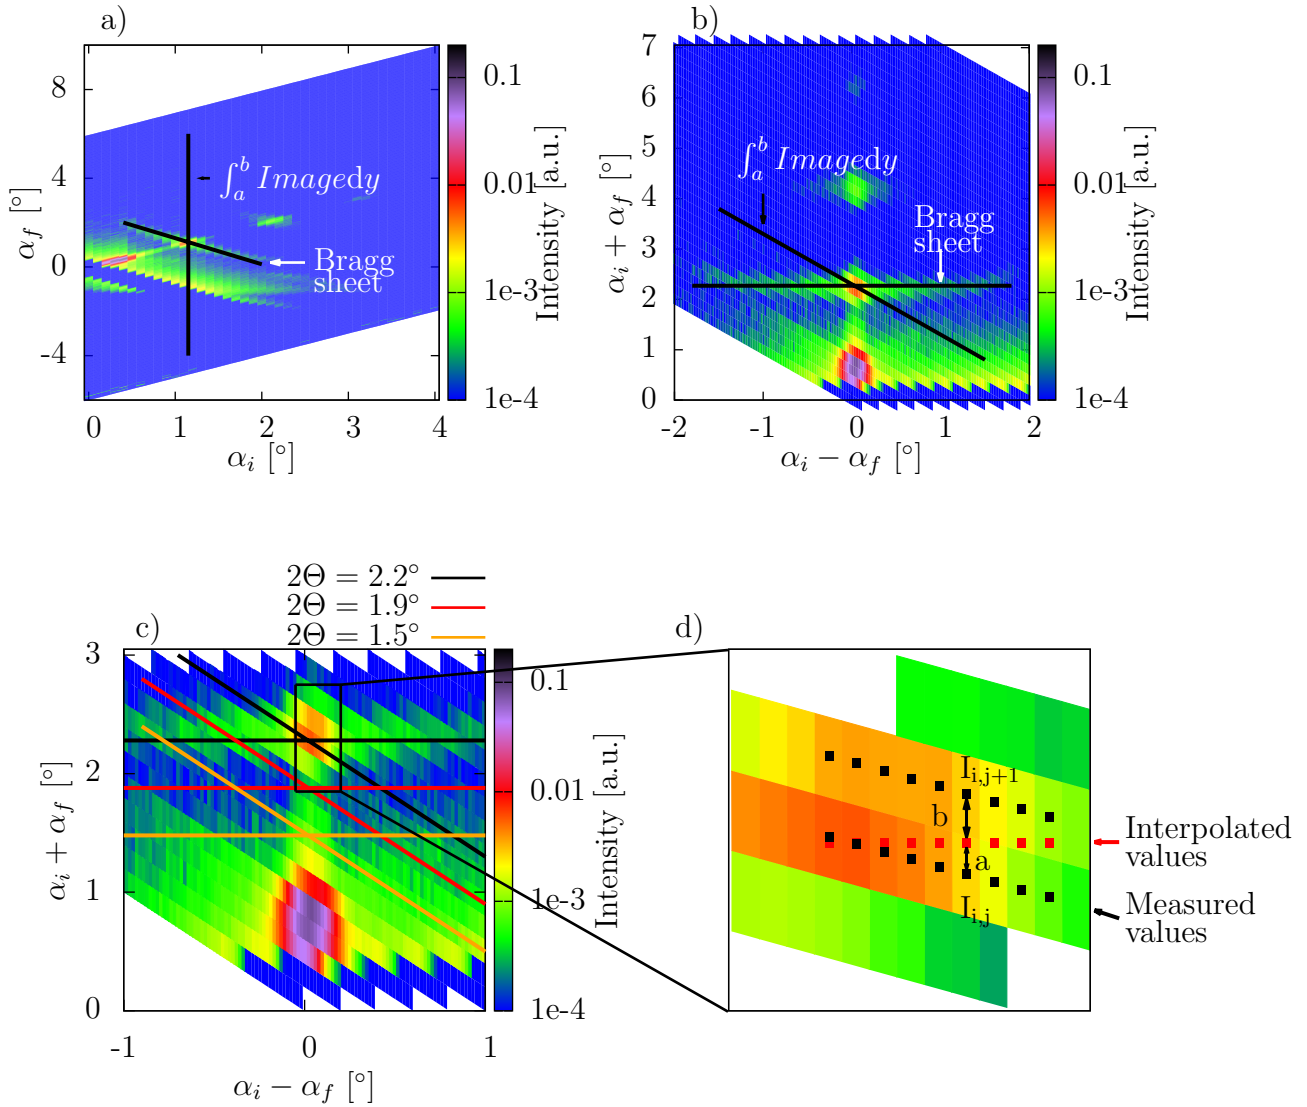 a)
8
4
0
-4
0
1
2
3
4
α_f [°]
α_i [°]
∫_a^b Imagedy
Bragg
sheet
0.1
0.01
1e-3
1e-4
Intensity [a.u.]
b)
7
6
5
4
3
2
1
0
-2
-1
0
1
2
α_i + α_f [°]
α_i − α_f [°]
∫_a^b Imagedy
Bragg
sheet
0.1
0.01
1e-3
1e-4
Intensity [a.u.]
2Θ = 2.2°
2Θ = 1.9°
2Θ = 1.5°
c)
3
2
1
0
-1
0
1
α_i + α_f [°]
α_i − α_f [°]
0.1
0.01
1e-3
1e-4
Intensity [a.u.]
d)
I_{i,j+1}
b
a
I_{i,j}
Interpolated
values
Measured
values